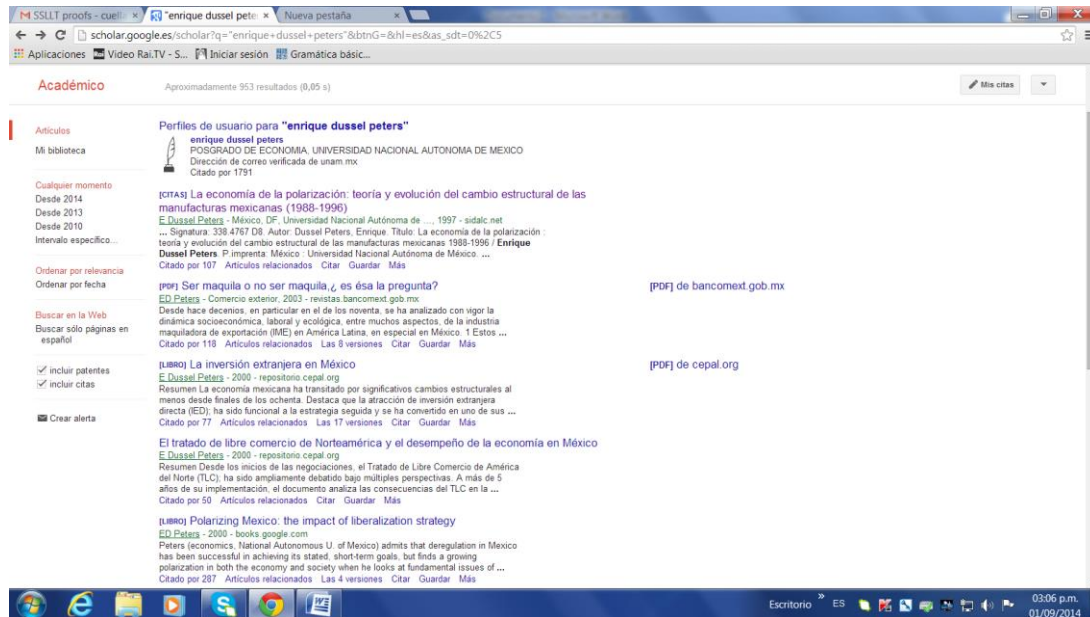 SSLLT proofs - cuella
"enrique dussel peter
Nueva pestaña
scholar.google.es/scholar?q="enrique+dussel+peters"&btnG=&hl=es&as_sdt=0%2C5
Aplicaciones Video Rai.TV - S... Iniciar sesión Gramática básic...
Académico
Aproximadamente 953 resultados (0,05 s)
Mis citas
Artículos
Mi biblioteca
Cualquier momento
Desde 2014
Desde 2013
Desde 2010
Intervalo específico...
Ordenar por relevancia
Ordenar por fecha
Buscar en la Web
Buscar sólo páginas en
español
incluir patentes
incluir citas
Crear alerta
Perfiles de usuario para "enrique dussel peters"
enrique dussel peters
POSGRADO DE ECONOMIA, UNIVERSIDAD NACIONAL AUTONOMA DE MEXICO
Dirección de correo verificada de unam.mx
Citado por 1791
[CITAS] La economía de la polarización: teoría y evolución del cambio estructural de las
manufacturas mexicanas (1988-1996)
E Dussel Peters - México, DF, Universidad Nacional Autónoma de ..., 1997 - sidalc.net
... Signatura: 338.4767 D8. Autor: Dussel Peters, Enrique. Título: La economía de la polarización :
teoría y evolución del cambio estructural de las manufacturas mexicanas 1988-1996 / Enrique
Dussel Peters. P.imprenta: México : Universidad Nacional Autónoma de México. ...
Citado por 107 Artículos relacionados Citar Guardar Más
[PDF] Ser maquila o no ser maquila,¿ es ésa la pregunta?
ED Peters - Comercio exterior, 2003 - revistas.bancomext.gob.mx
Desde hace decenios, en particular en el de los noventa, se ha analizado con vigor la
dinámica socioeconómica, laboral y ecológica, entre muchos aspectos, de la industria
maquiladora de exportación (IME) en América Latina, en especial en México. 1 Estos ...
Citado por 118 Artículos relacionados Las 8 versiones Citar Guardar Más
[PDF] de bancomext.gob.mx
[LIBRO] La inversión extranjera en México
E Dussel Peters - 2000 - repositorio.cepal.org
Resumen La economía mexicana ha transitado por significativos cambios estructurales al
menos desde finales de los ochenta. Destaca que la atracción de inversión extranjera
directa (IED); ha sido funcional a la estrategia seguida y se ha convertido en uno de sus ...
Citado por 77 Artículos relacionados Las 17 versiones Citar Guardar Más
[PDF] de cepal.org
El tratado de libre comercio de Norteamérica y el desempeño de la economía en México
E Dussel Peters - 2000 - repositorio.cepal.org
Resumen Desde los inicios de las negociaciones, el Tratado de Libre Comercio de América
del Norte (TLC); ha sido ampliamente debatido bajo múltiples perspectivas. A más de 5
años de su implementación, el documento analiza las consecuencias del TLC en la ...
Citado por 50 Artículos relacionados Citar Guardar Más
[LIBRO] Polarizing Mexico: the impact of liberalization strategy
ED Peters - 2000 - books.google.com
Peters (economics, National Autonomous U. of Mexico) admits that deregulation in Mexico
has been successful in achieving its stated, short-term goals, but finds a growing
polarization in both the economy and society when he looks at fundamental issues of ...
Citado por 287 Artículos relacionados Las 4 versiones Citar Guardar Más
Escritorio » ES
03:06 p.m.
01/09/2014